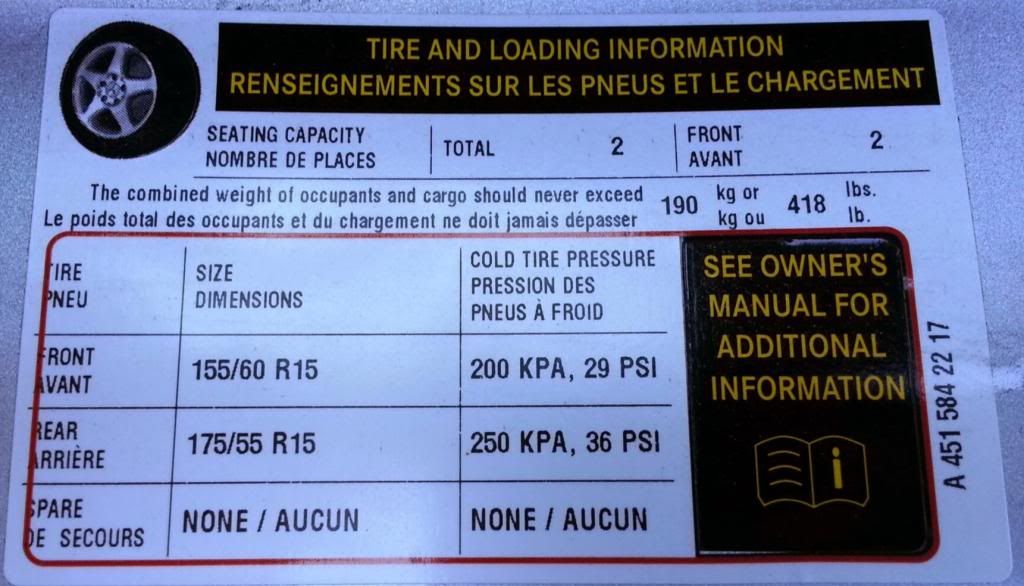 TIRE AND LOADING INFORMATION
RENSEIGNEMENTS SUR LES PNEUS ET LE CHARGEMENT
SEATING CAPACITY
NOMBRE DE PLACES
TOTAL 2
FRONT
AVANT 2
The combined weight of occupants and cargo should never exceed 190 kg or 418 lbs.
Le poids total des occupants et du chargement ne doit jamais dépasser kg ou lb.
TIRE
PNEU
SIZE
DIMENSIONS
COLD TIRE PRESSURE
PRESSION DES
PNEUS À FROID
FRONT
AVANT
155/60 R15
200 KPA, 29 PSI
REAR
ARRIÈRE
175/55 R15
250 KPA, 36 PSI
SPARE
DE SECOURS
NONE / AUCUN
NONE / AUCUN
SEE OWNER'S
MANUAL FOR
ADDITIONAL
INFORMATION
i
A 451 584 22 17